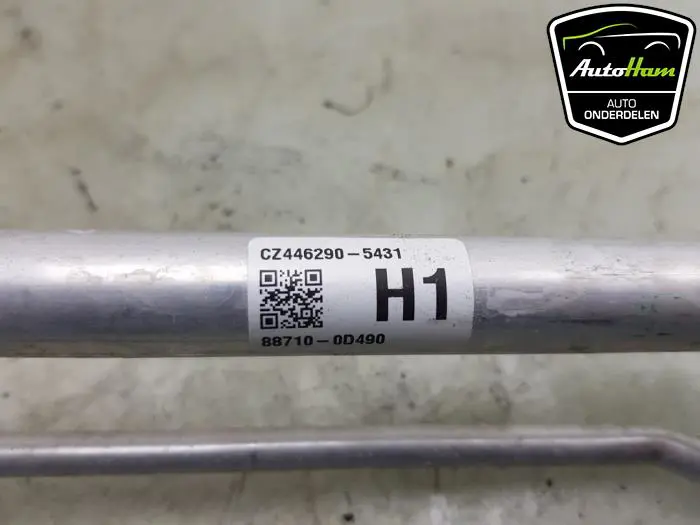 AutoHam
AUTO
ONDERDELEN
CZ446290-5431
H1
88710-0D490